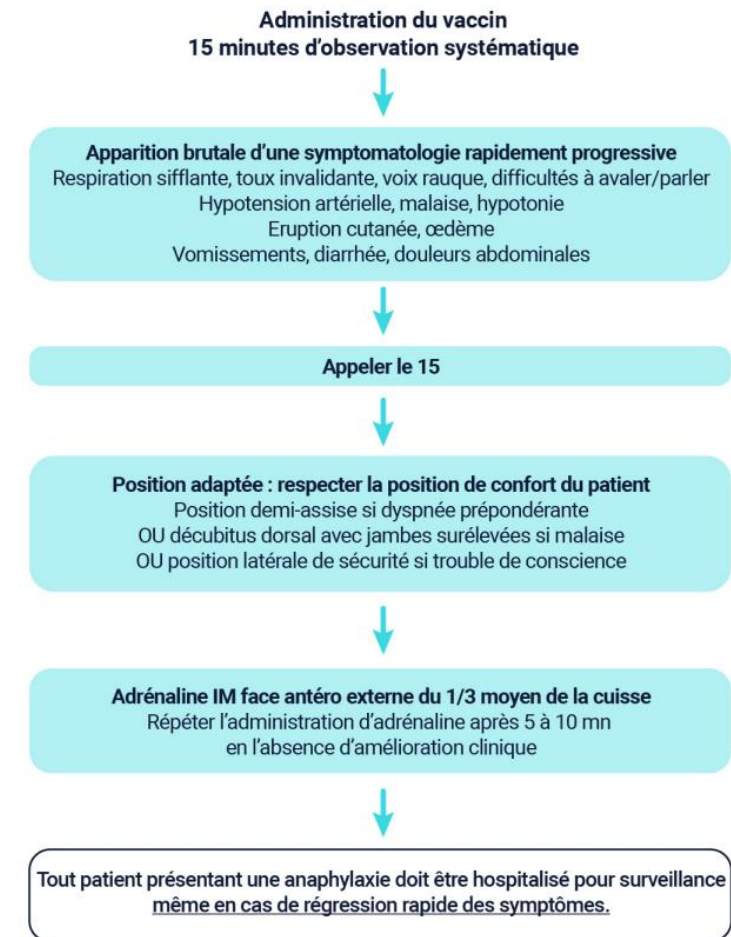 Administration du vaccin
15 minutes d’observation systématique
Apparition brutale d’une symptomatologie rapidement progressive
Respiration sifflante, toux invalidante, voix rauque, difficultés à avaler/parler
Hypotension artérielle, malaise, hypotonie
Eruption cutanée, œdème
Vomissements, diarrhée, douleurs abdominales
Appeler le 15
Position adaptée : respecter la position de confort du patient
Position demi-assise si dyspnée prépondérante
OU décubitus dorsal avec jambes surélevées si malaise
OU position latérale de sécurité si trouble de conscience
Adrénaline IM face antéro externe du 1/3 moyen de la cuisse
Répéter l’administration d’adrénaline après 5 à 10 mn
en l’absence d’amélioration clinique
Tout patient présentant une anaphylaxie doit être hospitalisé pour surveillance
même en cas de régression rapide des symptômes.